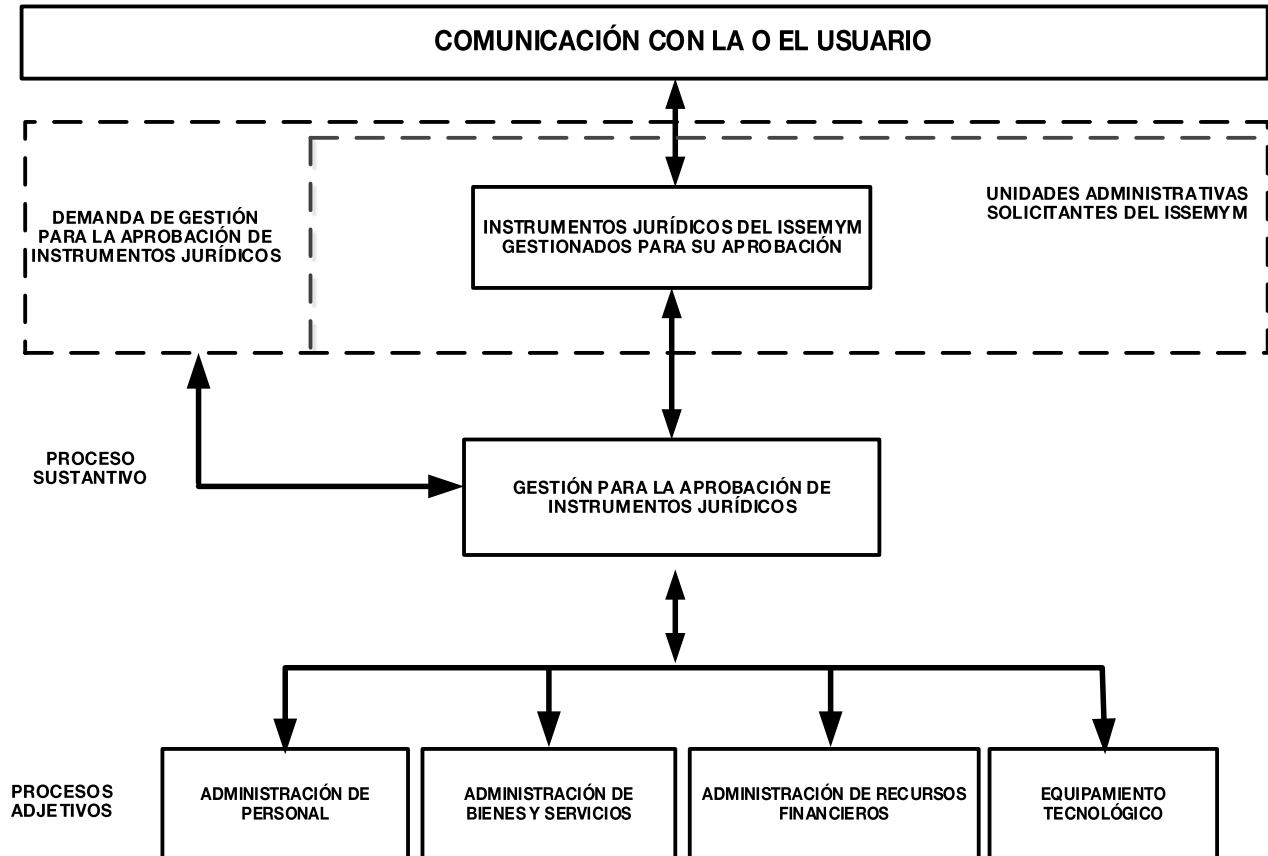 COMUNICACIÓN CON LA O EL USUARIO
DEMANDA DE GESTIÓN
PARA LA APROBACIÓN DE
INSTRUMENTOS JURÍDICOS
INSTRUMENTOS JURÍDICOS DEL ISSEMYM
GESTIONADOS PARA SU APROBACIÓN
UNIDADES ADMINISTRATIVAS
SOLICITANTES DEL ISSEMYM
PROCESO
SUSTANTIVO
GESTIÓN PARA LA APROBACIÓN DE
INSTRUMENTOS JURÍDICOS
PROCESOS
ADJETIVOS
ADMINISTRACIÓN DE
PERSONAL
ADMINISTRACIÓN DE
BIENES Y SERVICIOS
ADMINISTRACIÓN DE RECURSOS
FINANCIEROS
EQUIPAMIENTO
TECNOLÓGICO